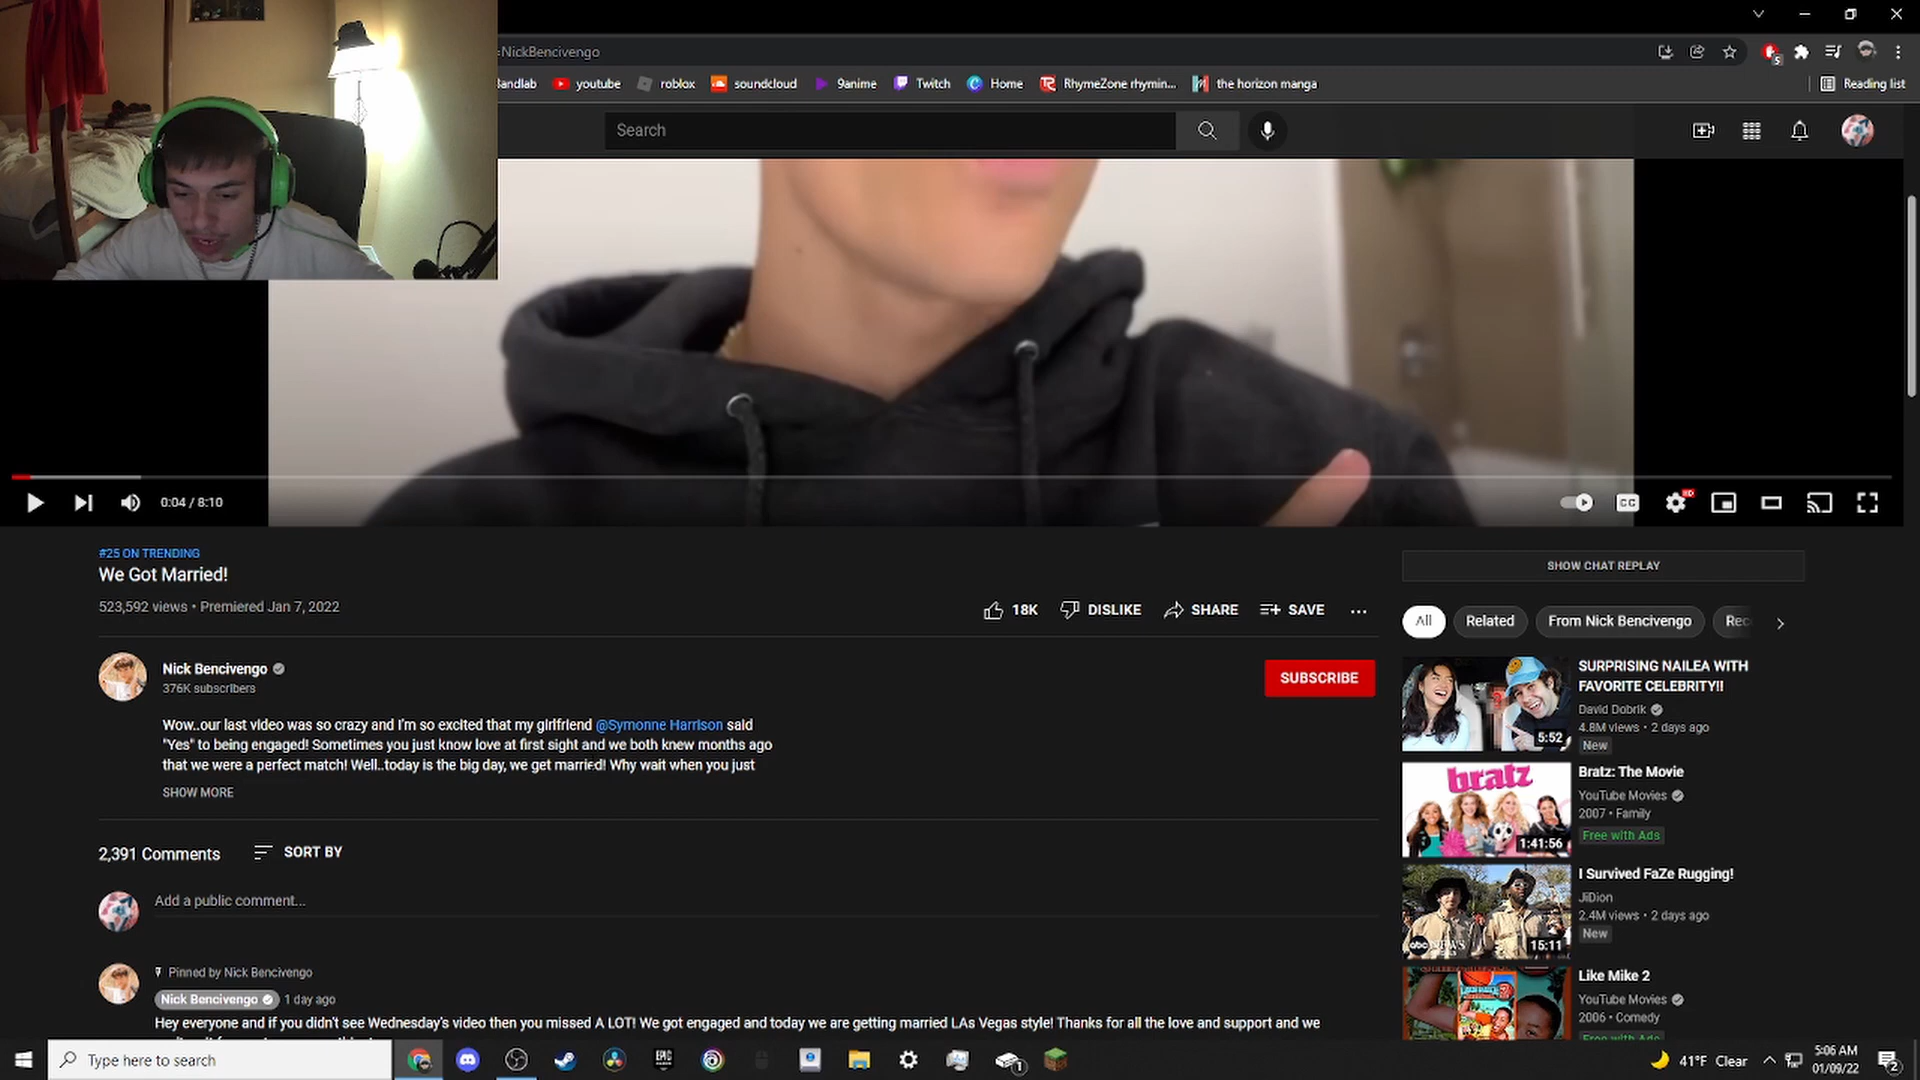 =NickBencivengo
Bandlab youtube roblox soundcloud 9anime Twitch Home RhymeZone rhymin... the horizon manga Reading list
Search
0:04 / 8:10
CC
HD
#25 ON TRENDING
We Got Married!
523,592 views • Premiered Jan 7, 2022
18K DISLIKE SHARE SAVE ...
Nick Bencivengo
376K subscribers
SUBSCRIBE
Wow..our last video was so crazy and I'm so excited that my girlfriend @Symonne Harrison said
"Yes" to being engaged! Sometimes you just know love at first sight and we both knew months ago
that we were a perfect match! Well..today is the big day, we get married! Why wait when you just
SHOW MORE
2,391 Comments SORT BY
Add a public comment...
Pinned by Nick Bencivengo
Nick Bencivengo 1 day ago
Hey everyone and if you didn't see Wednesday's video then you missed A LOT! We got engaged and today we are getting married LAs Vegas style! Thanks for all the love and support and we
SHOW CHAT REPLAY
All Related From Nick Bencivengo Rec
SURPRISING NAILEA WITH
FAVORITE CELEBRITY!!
David Dobrik
4.8M views • 2 days ago
New
5:52
bratz
Bratz: The Movie
YouTube Movies
2007 • Family
Free with Ads
1:41:56
I Survived FaZe Rugging!
JiDion
2.4M views • 2 days ago
New
abc NEWS
15:11
Like Mike 2
YouTube Movies
2006 • Comedy
Free with Ads
Type here to search
EPIC
41°F Clear
5:06 AM
01/09/22